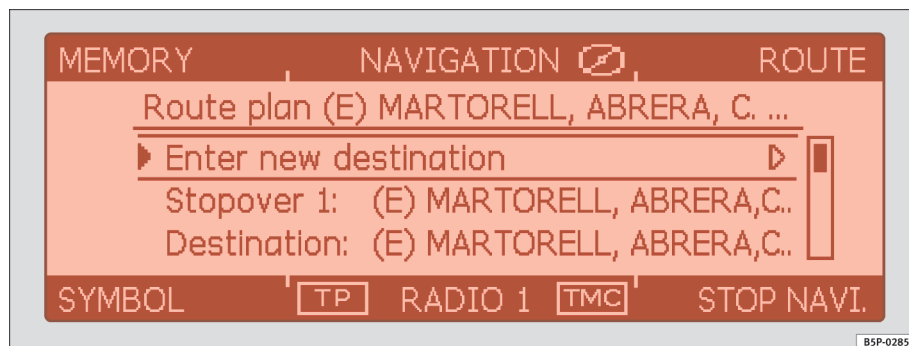 MEMORY NAVIGATION ROUTE
Route plan (E) MARTORELL, ABRERA, C. ...
Enter new destination
Stopover 1: (E) MARTORELL, ABRERA,C..
Destination: (E) MARTORELL, ABRERA,C..
SYMBOL TP RADIO 1 TMC STOP NAVI.
B5P-0285